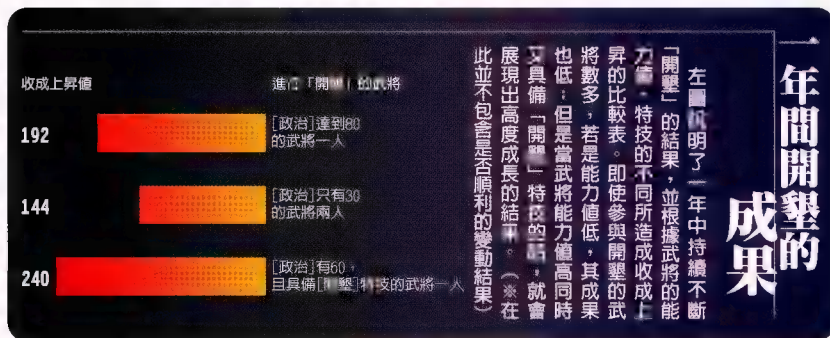 一年間開墾的
成果
左圖說明了一年中持續不斷
「開墾」的結果,並根據武將的能
力值、特技的不同所造成收成上
昇的比較表。即使參與開墾的武
將數多,若是能力值低,其成果
也低;但是當武將能力值高同時
又具備「開墾」特技的話,就會
展現出高度成長的結果。(※在
此並不包含是否順利的變動結果)
收成上昇值
進行「開墾」的武將
192
[政治]達到80
的武將一人
144
[政治]只有30
的武將兩人
240
[政治]有60,
且具備[開墾]特技的武將一人